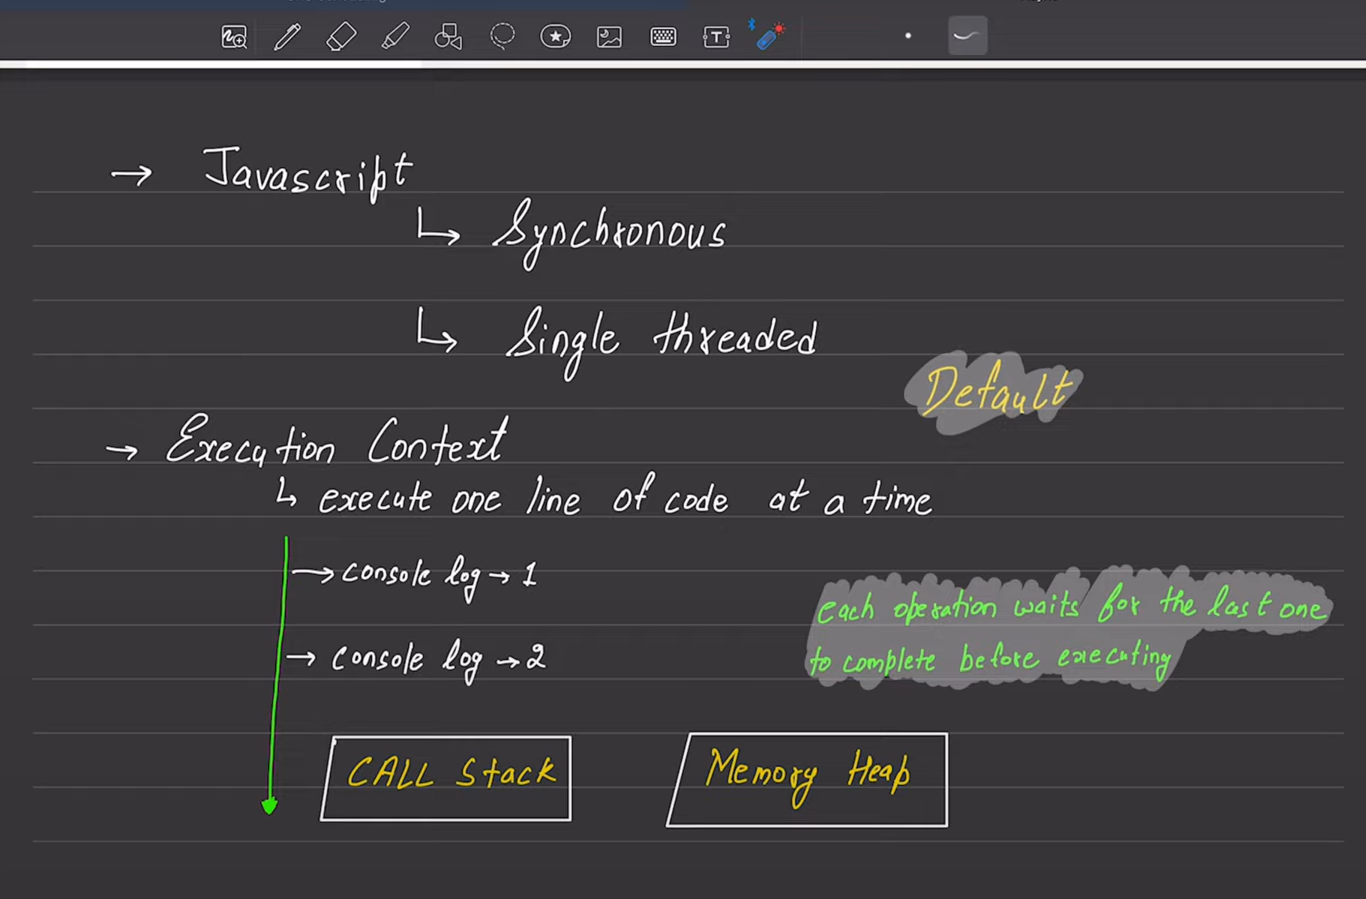 → Javascript
↳ Synchronous
↳ Single threaded
Default
→ Execution Context
↳ execute one line of code at a time
→ console log → 1
each operation waits for the last one
to complete before executing
→ console log → 2
CALL Stack
Memory Heap